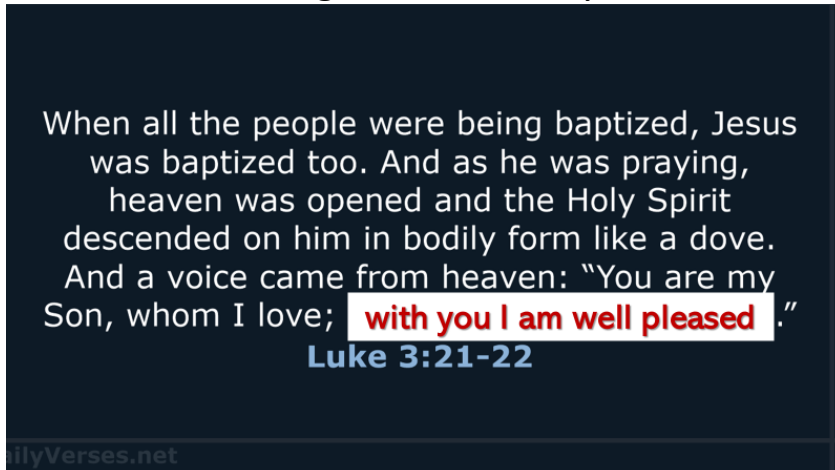 When all the people were being baptized, Jesus
was baptized too. And as he was praying,
heaven was opened and the Holy Spirit
descended on him in bodily form like a dove.
And a voice came from heaven: “You are my
Son, whom I love; with you I am well pleased.”
Luke 3:21-22
ailyVerses.net